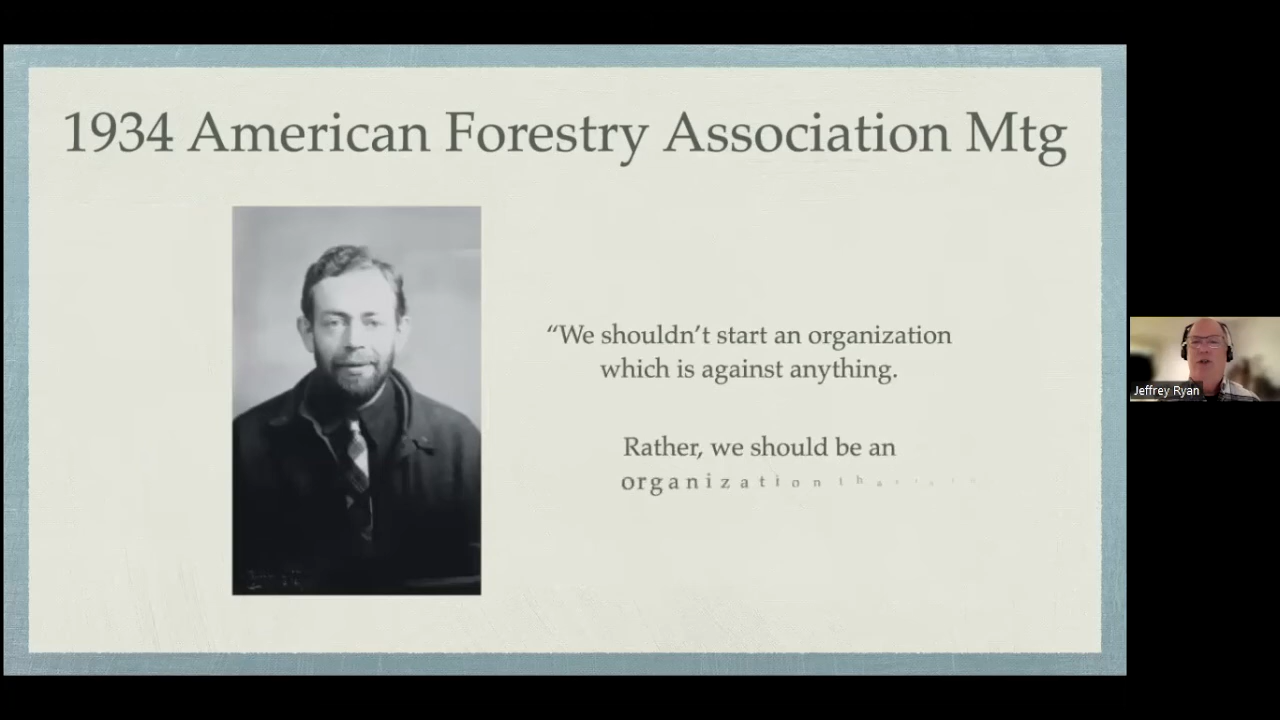 1934 American Forestry Association Mtg
“We shouldn’t start an organization
which is against anything.
Rather, we should be an
organization
Jeffrey Ryan